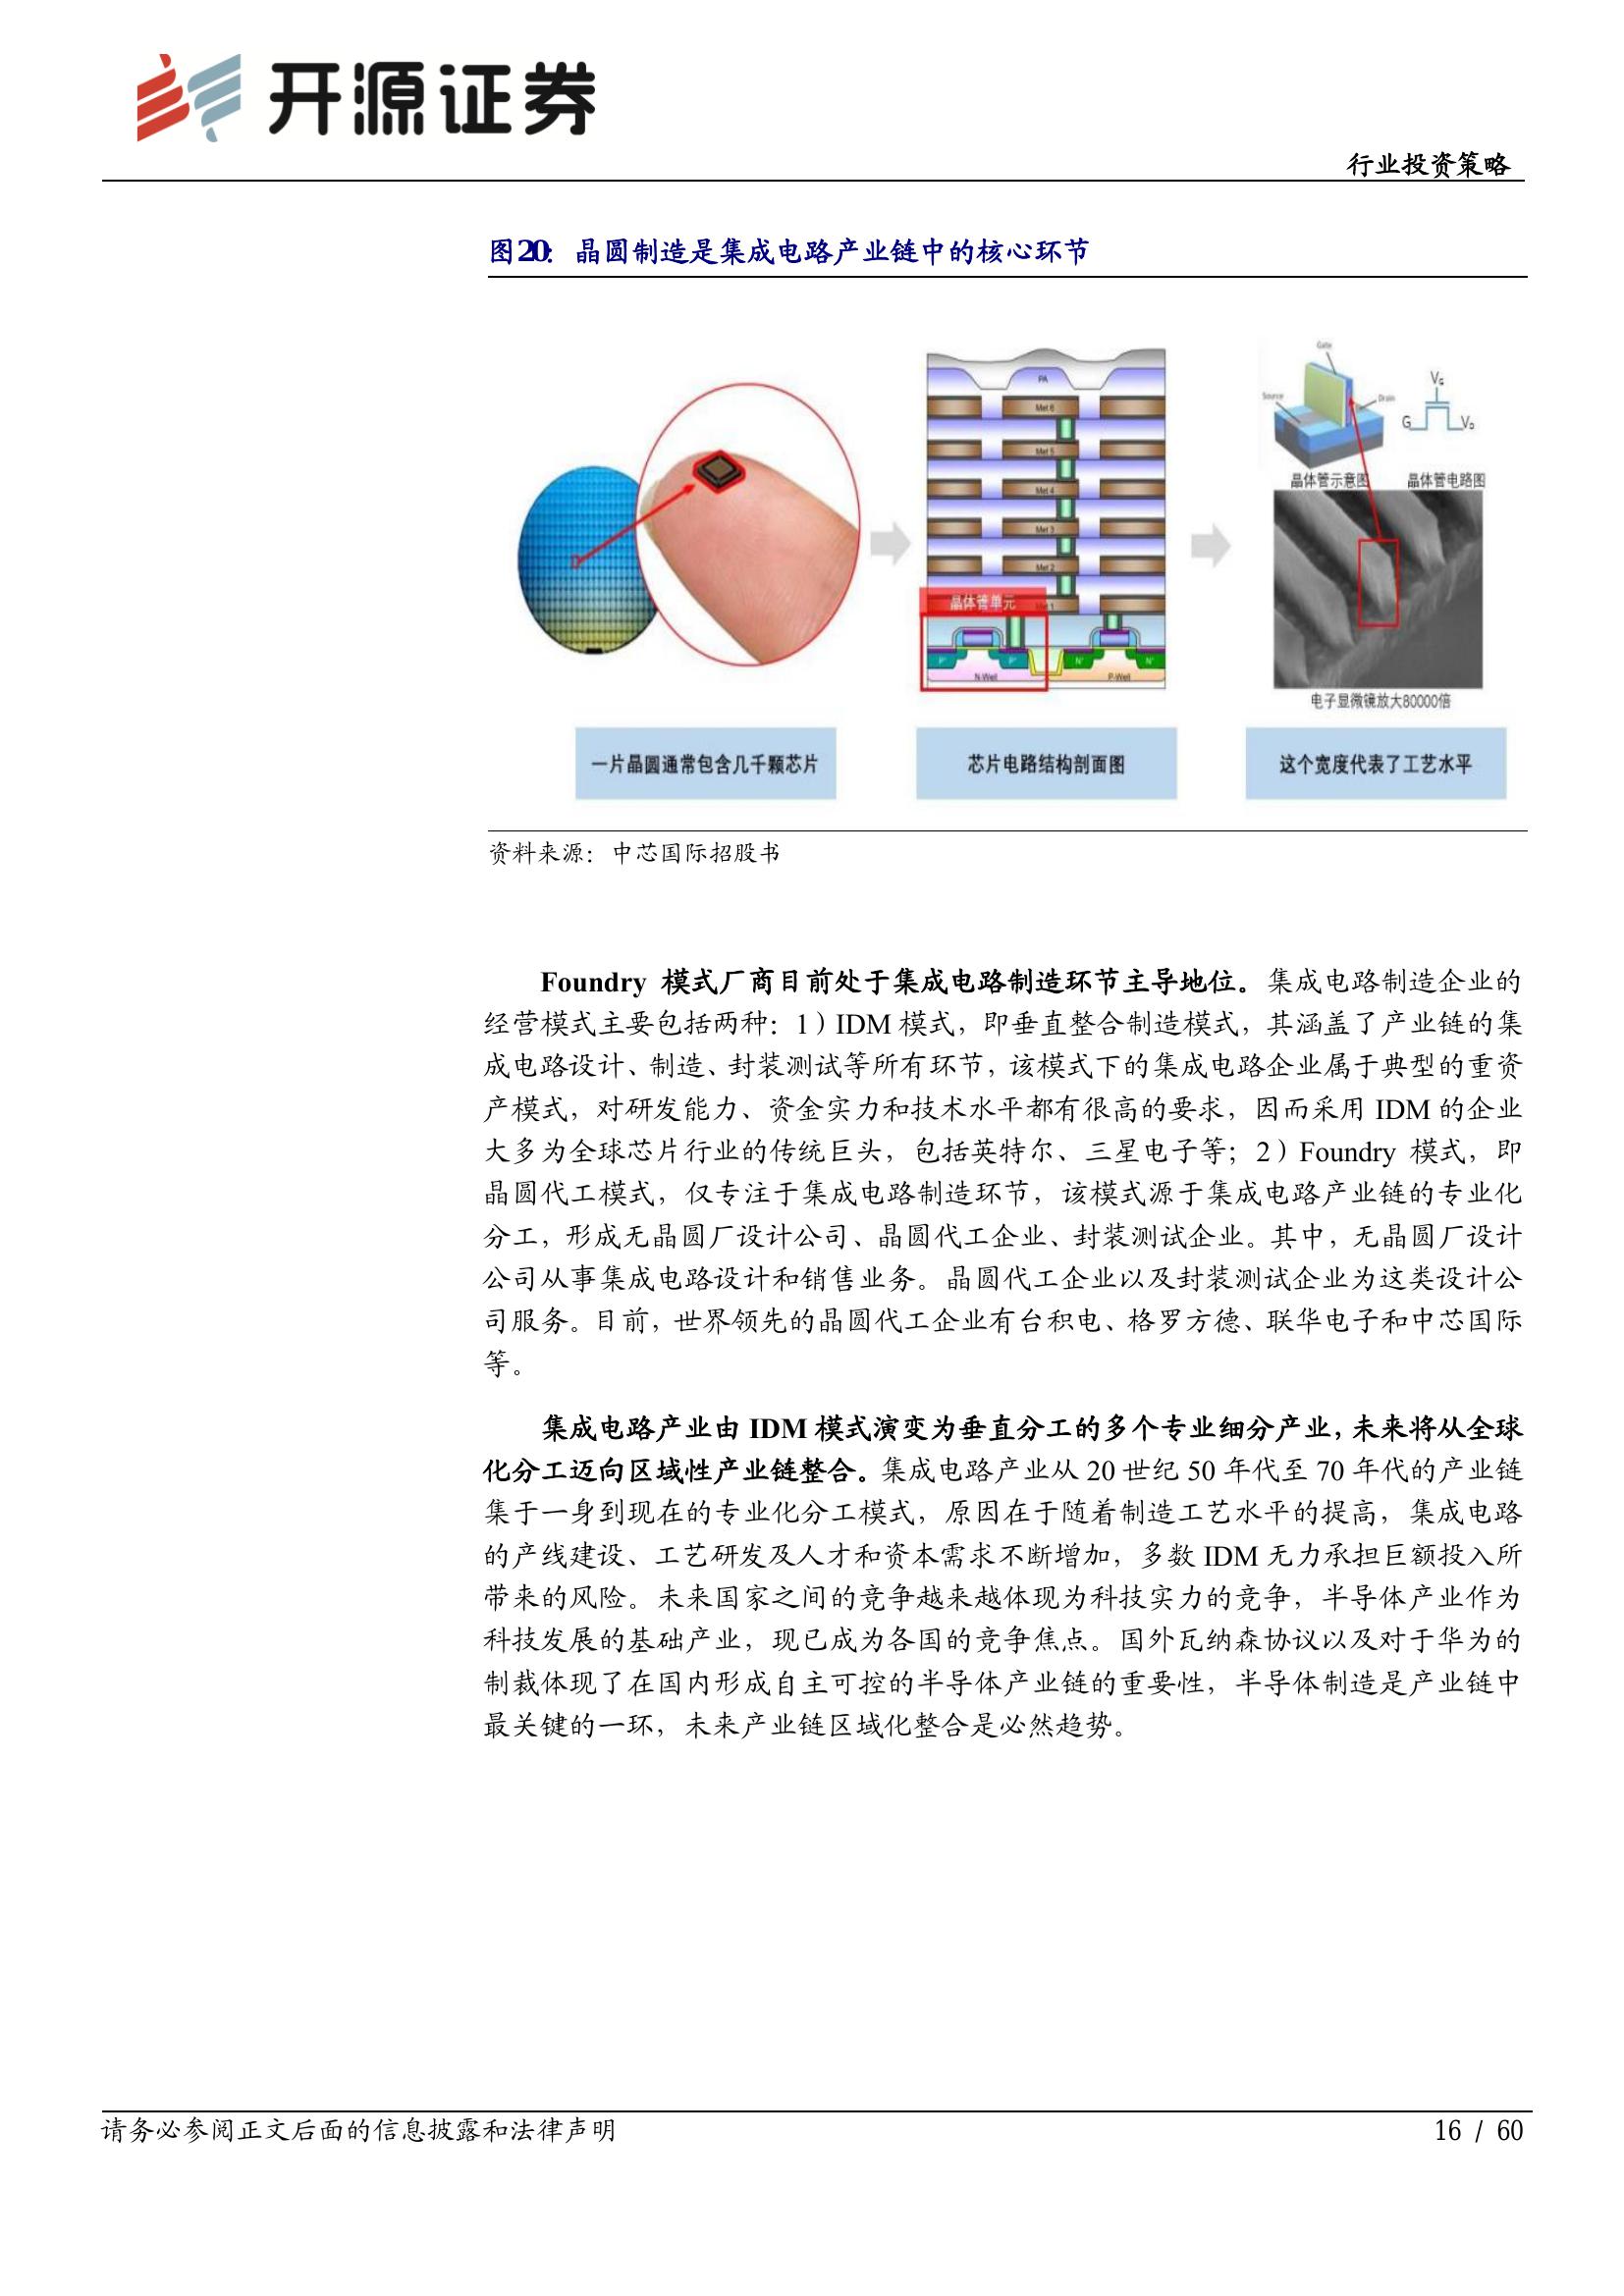 开源证券
行业投资策略
图20： 晶圆制造是集成电路产业链中的核心环节
PA
Met 6
Met 5
Met 4
Met 3
Met 2
晶体管单元
P+
P+
N+
N+
N-Well
P-Well
Gate
Source
Drain
VG
G
VD
晶体管示意图
晶体管电路图
电子显微镜放大80000倍
一片晶圆通常包含几千颗芯片
芯片电路结构剖面图
这个宽度代表了工艺水平
资料来源：中芯国际招股书
Foundry 模式厂商目前处于集成电路制造环节主导地位。集成电路制造企业的
经营模式主要包括两种：1）IDM 模式，即垂直整合制造模式，其涵盖了产业链的集
成电路设计、制造、封装测试等所有环节，该模式下的集成电路企业属于典型的重资
产模式，对研发能力、资金实力和技术水平都有很高的要求，因而采用 IDM 的企业
大多为全球芯片行业的传统巨头，包括英特尔、三星电子等；2）Foundry 模式，即
晶圆代工模式，仅专注于集成电路制造环节，该模式源于集成电路产业链的专业化
分工，形成无晶圆厂设计公司、晶圆代工企业、封装测试企业。其中，无晶圆厂设计
公司从事集成电路设计和销售业务。晶圆代工企业以及封装测试企业为这类设计公
司服务。目前，世界领先的晶圆代工企业有台积电、格罗方德、联华电子和中芯国际
等。
集成电路产业由 IDM 模式演变为垂直分工的多个专业细分产业，未来将从全球
化分工迈向区域性产业链整合。集成电路产业从 20 世纪 50 年代至 70 年代的产业链
集于一身到现在的专业化分工模式，原因在于随着制造工艺水平的提高，集成电路
的产线建设、工艺研发及人才和资本需求不断增加，多数 IDM 无力承担巨额投入所
带来的风险。未来国家之间的竞争越来越体现为科技实力的竞争，半导体产业作为
科技发展的基础产业，现已成为各国的竞争焦点。国外瓦纳森协议以及对于华为的
制裁体现了在国内形成自主可控的半导体产业链的重要性，半导体制造是产业链中
最关键的一环，未来产业链区域化整合是必然趋势。
请务必参阅正文后面的信息披露和法律声明
16 / 60